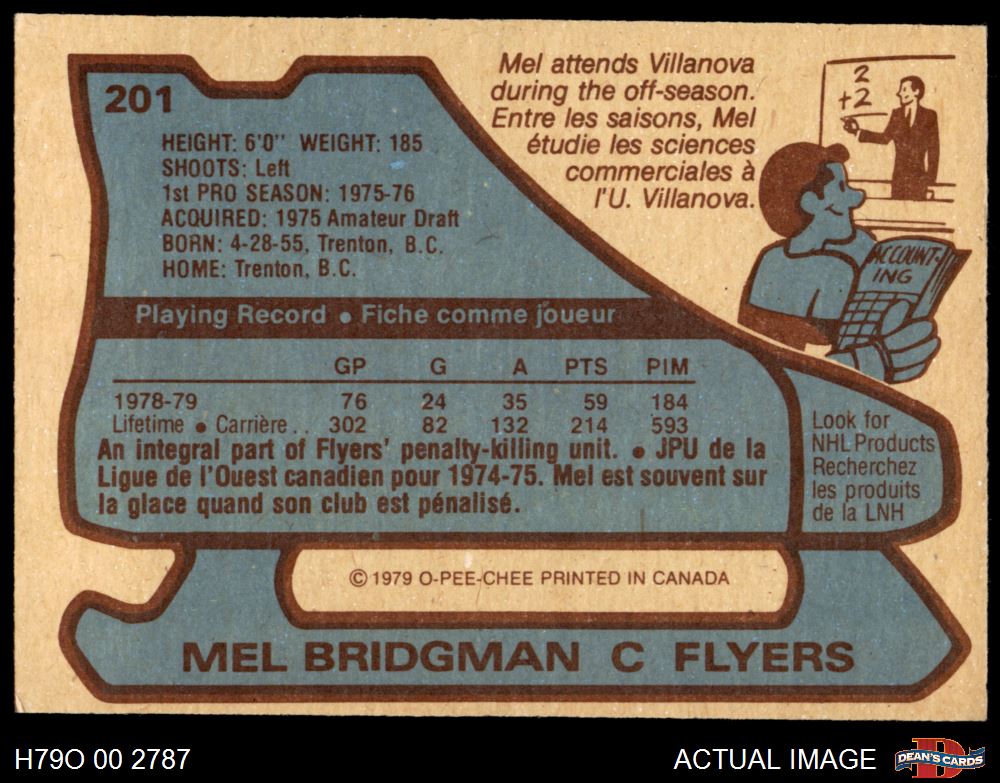 201
HEIGHT: 6'0" WEIGHT: 185
SHOOTS: Left
1st PRO SEASON: 1975-76
ACQUIRED: 1975 Amateur Draft
BORN: 4-28-55, Trenton, B.C.
HOME: Trenton, B.C.
Mel attends Villanova
during the off-season.
Entre les saisons, Mel
étudie les sciences
commerciales à
l'U. Villanova.
2
+2
ACCOUNT-
ING
Playing Record • Fiche comme joueur
GP G A PTS PIM
1978-79 76 24 35 59 184
Lifetime • Carrière . . 302 82 132 214 593
An integral part of Flyers' penalty-killing unit. • JPU de la
Ligue de l'Ouest canadien pour 1974-75. Mel est souvent sur
la glace quand son club est pénalisé.
Look for
NHL Products
Recherchez
les produits
de la LNH
© 1979 O-PEE-CHEE PRINTED IN CANADA
MEL BRIDGMAN C FLYERS
H79O 00 2787
ACTUAL IMAGE
D
DEAN'S CARDS